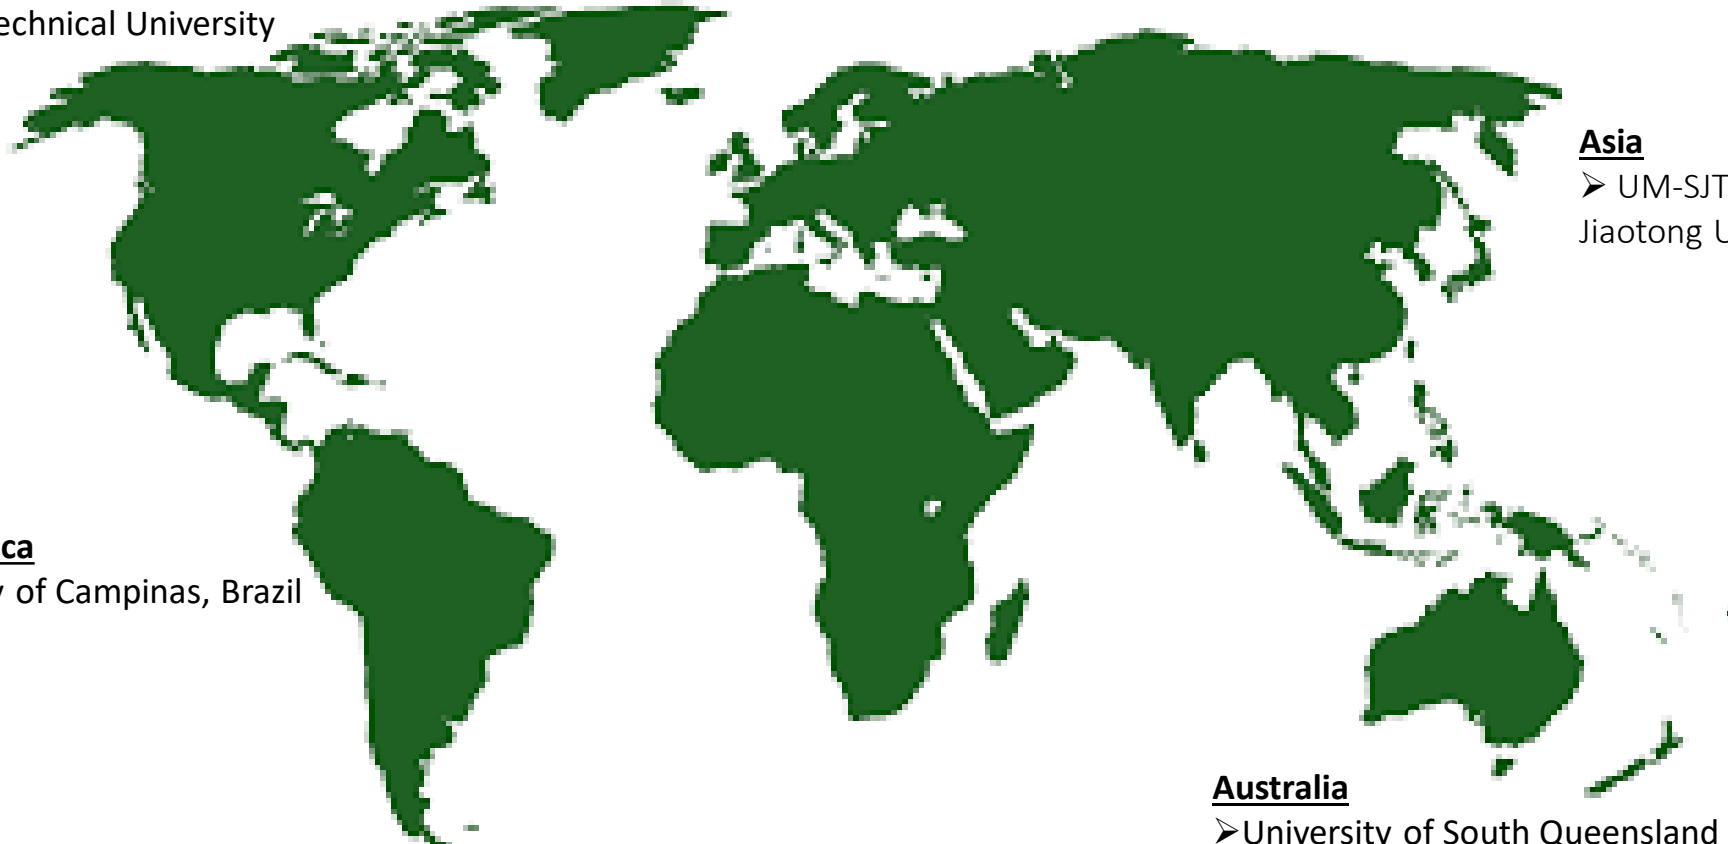 echnical University
Asia
➢ UM-SJT
Jiaotong U
ca
of Campinas, Brazil
Australia
➢University of South Queensland